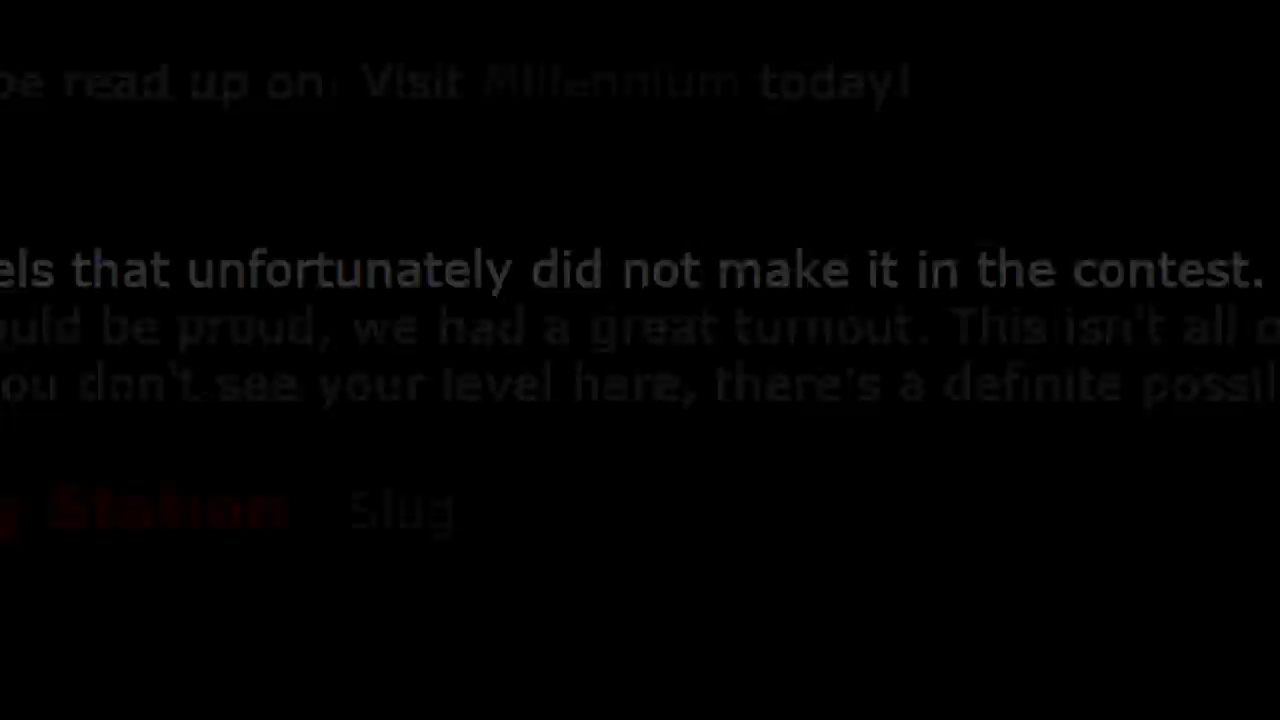 be read up on. Visit Millennium today!
els that unfortunately did not make it in the contest.
uld be proud, we had a great turnout. This isn't all
ou don't see your level here, there's a definite
Station Slug